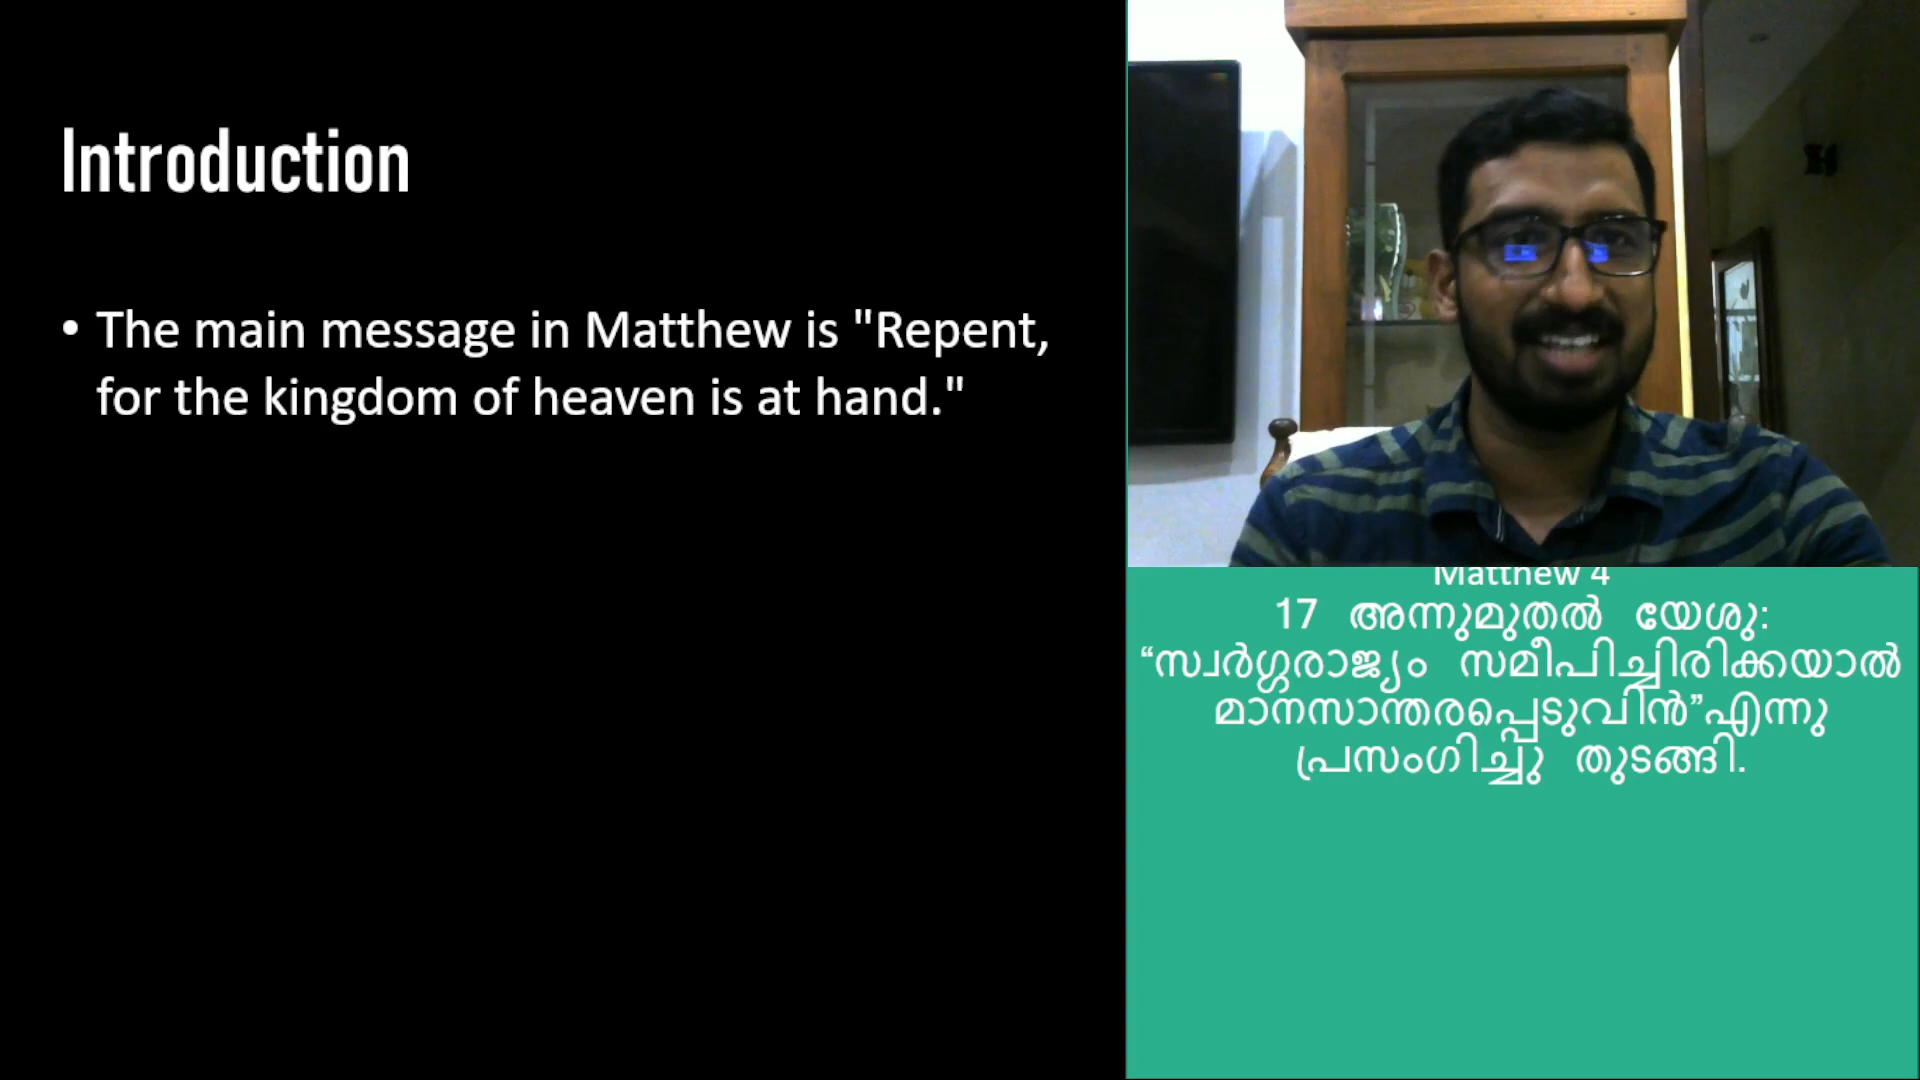 Introduction
• The main message in Matthew is "Repent,
for the kingdom of heaven is at hand."
Matthew 4
17 അന്നുമുതൽ യേശു:
“സ്വർഗ്ഗരാജ്യം സമീപിച്ചിരിക്കയാൽ
മാനസാന്തരപ്പെടുവിൻ”എന്നു
പ്രസംഗിച്ചു തുടങ്ങി.